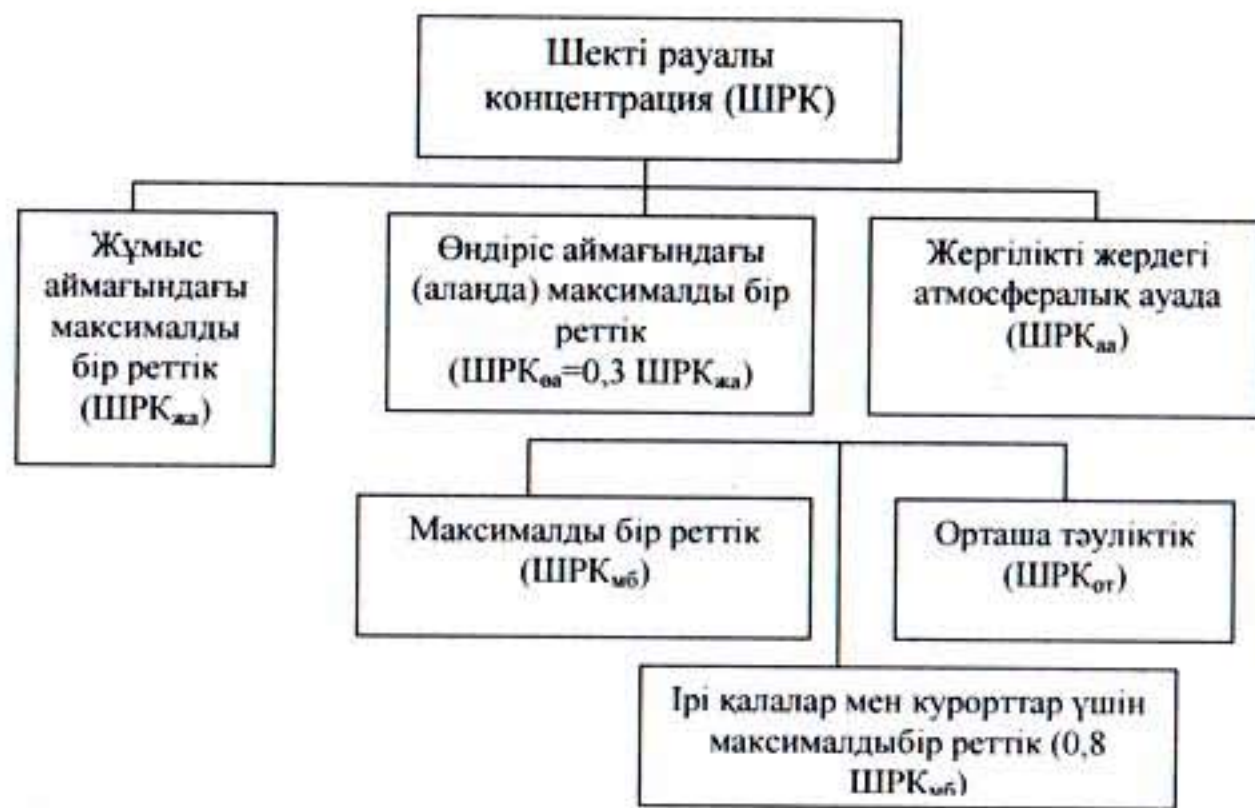 Шекті рауалы
концентрация (ШРК)
Жұмыс
аймағындағы
максималды
бір реттік
(ШРКжа)
Өндіріс аймағындағы
(алаңда) максималды бір
реттік
(ШРКөа=0,3 ШРКжа)
Жергілікті жердегі
атмосфералық ауада
(ШРКаа)
Максималды бір реттік
(ШРКмб)
Орташа тәуліктік
(ШРКот)
Ірі қалалар мен курорттар үшін
максималдыбір реттік (0,8
ШРКмб)